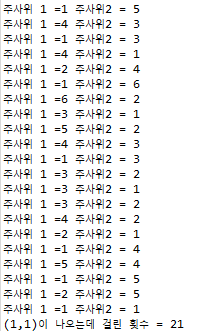 주사위 1 =1 주사위2 = 5
주사위 1 =4 주사위2 = 3
주사위 1 =1 주사위2 = 3
주사위 1 =4 주사위2 = 1
주사위 1 =2 주사위2 = 4
주사위 1 =1 주사위2 = 6
주사위 1 =6 주사위2 = 2
주사위 1 =3 주사위2 = 1
주사위 1 =5 주사위2 = 2
주사위 1 =4 주사위2 = 3
주사위 1 =1 주사위2 = 3
주사위 1 =3 주사위2 = 2
주사위 1 =3 주사위2 = 1
주사위 1 =3 주사위2 = 2
주사위 1 =4 주사위2 = 2
주사위 1 =2 주사위2 = 1
주사위 1 =1 주사위2 = 4
주사위 1 =5 주사위2 = 4
주사위 1 =1 주사위2 = 5
주사위 1 =2 주사위2 = 5
주사위 1 =1 주사위2 = 1
(1,1)이 나오는데 걸린 횟수 = 21